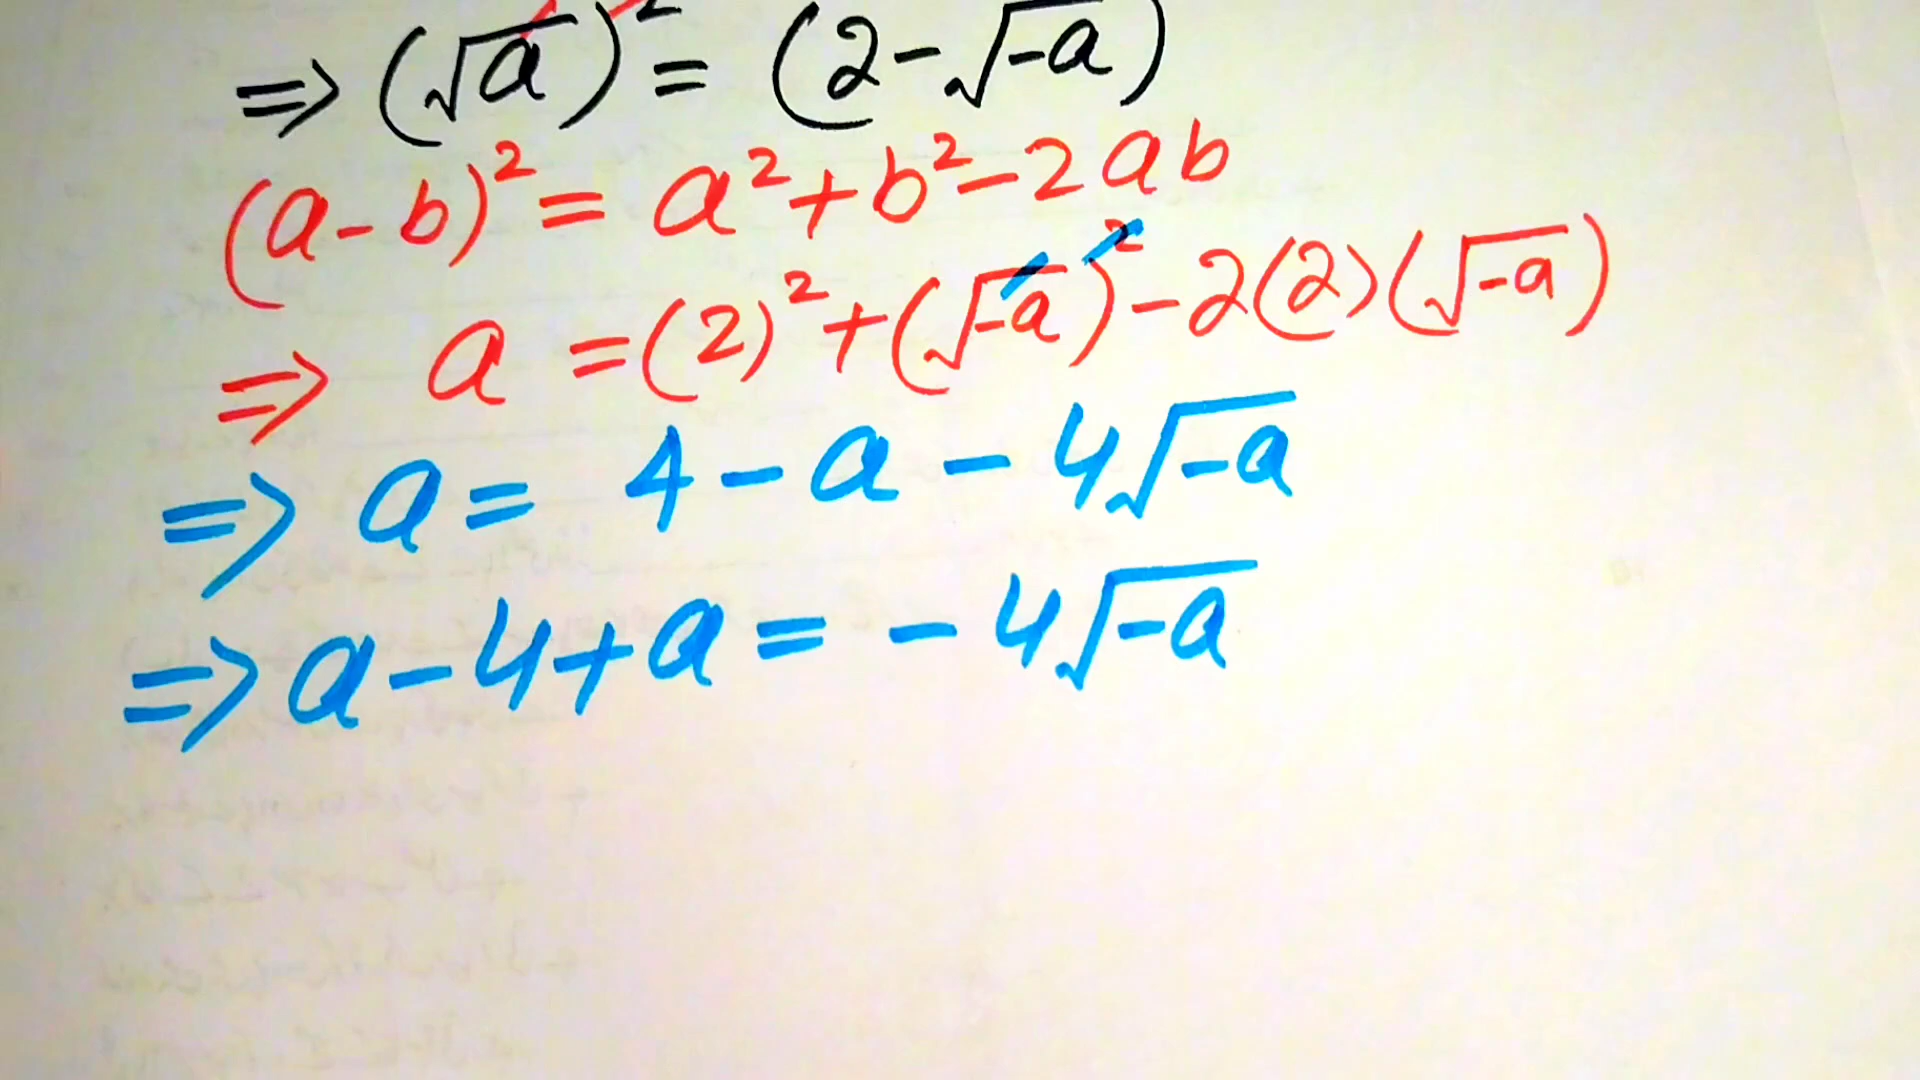 ⇒ (√a)² = (2-√-a)
(a-b)² = a²+b²-2ab
⇒ a = (2)²+(√-a)²-2(2)(√-a)
⇒ a = 4-a-4√-a
⇒ a-4+a = -4√-a